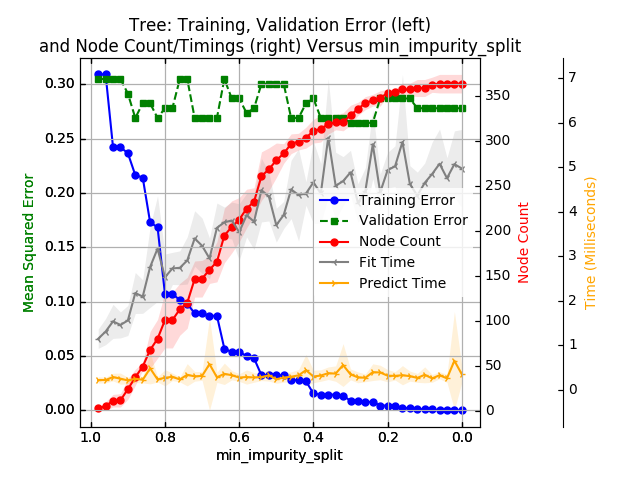 Tree: Training, Validation Error (left)
and Node Count/Timings (right) Versus min_impurity_split
0.30
0.25
0.20
0.15
0.10
0.05
0.00
Mean Squared Error
1.0
0.8
0.6
0.4
0.2
0.0
min_impurity_split
Training Error
Validation Error
Node Count
Fit Time
Predict Time
350
300
250
200
150
100
50
0
Node Count
7
6
5
4
3
2
1
0
Time (Milliseconds)